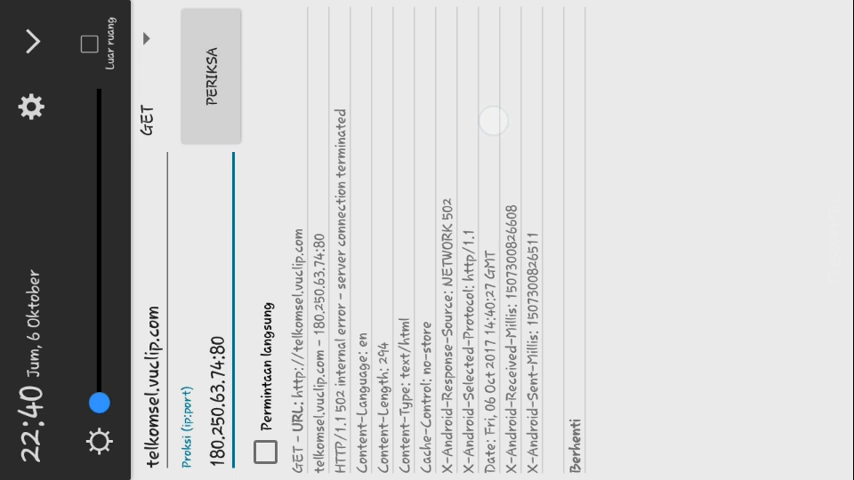 22:40 Jum, 6 Oktober
Luar ruang
telkomsel.vuclip.com
GET
Proksi (ip:port)
180.250.63.74:80
PERIKSA
Permintaan langsung
GET - URL: http://telkomsel.vuclip.com
telkomsel.vuclip.com - 180.250.63.74:80
HTTP/1.1 502 internal error - server connection terminated
Content-Language: en
Content-Length: 294
Content-Type: text/html
Cache-Control: no-store
X-Android-Response-Source: NETWORK 502
X-Android-Selected-Protocol: http/1.1
Date: Fri, 06 Oct 2017 14:40:27 GMT
X-Android-Received-Millis: 1507300826608
X-Android-Sent-Millis: 1507300826511
Berhenti